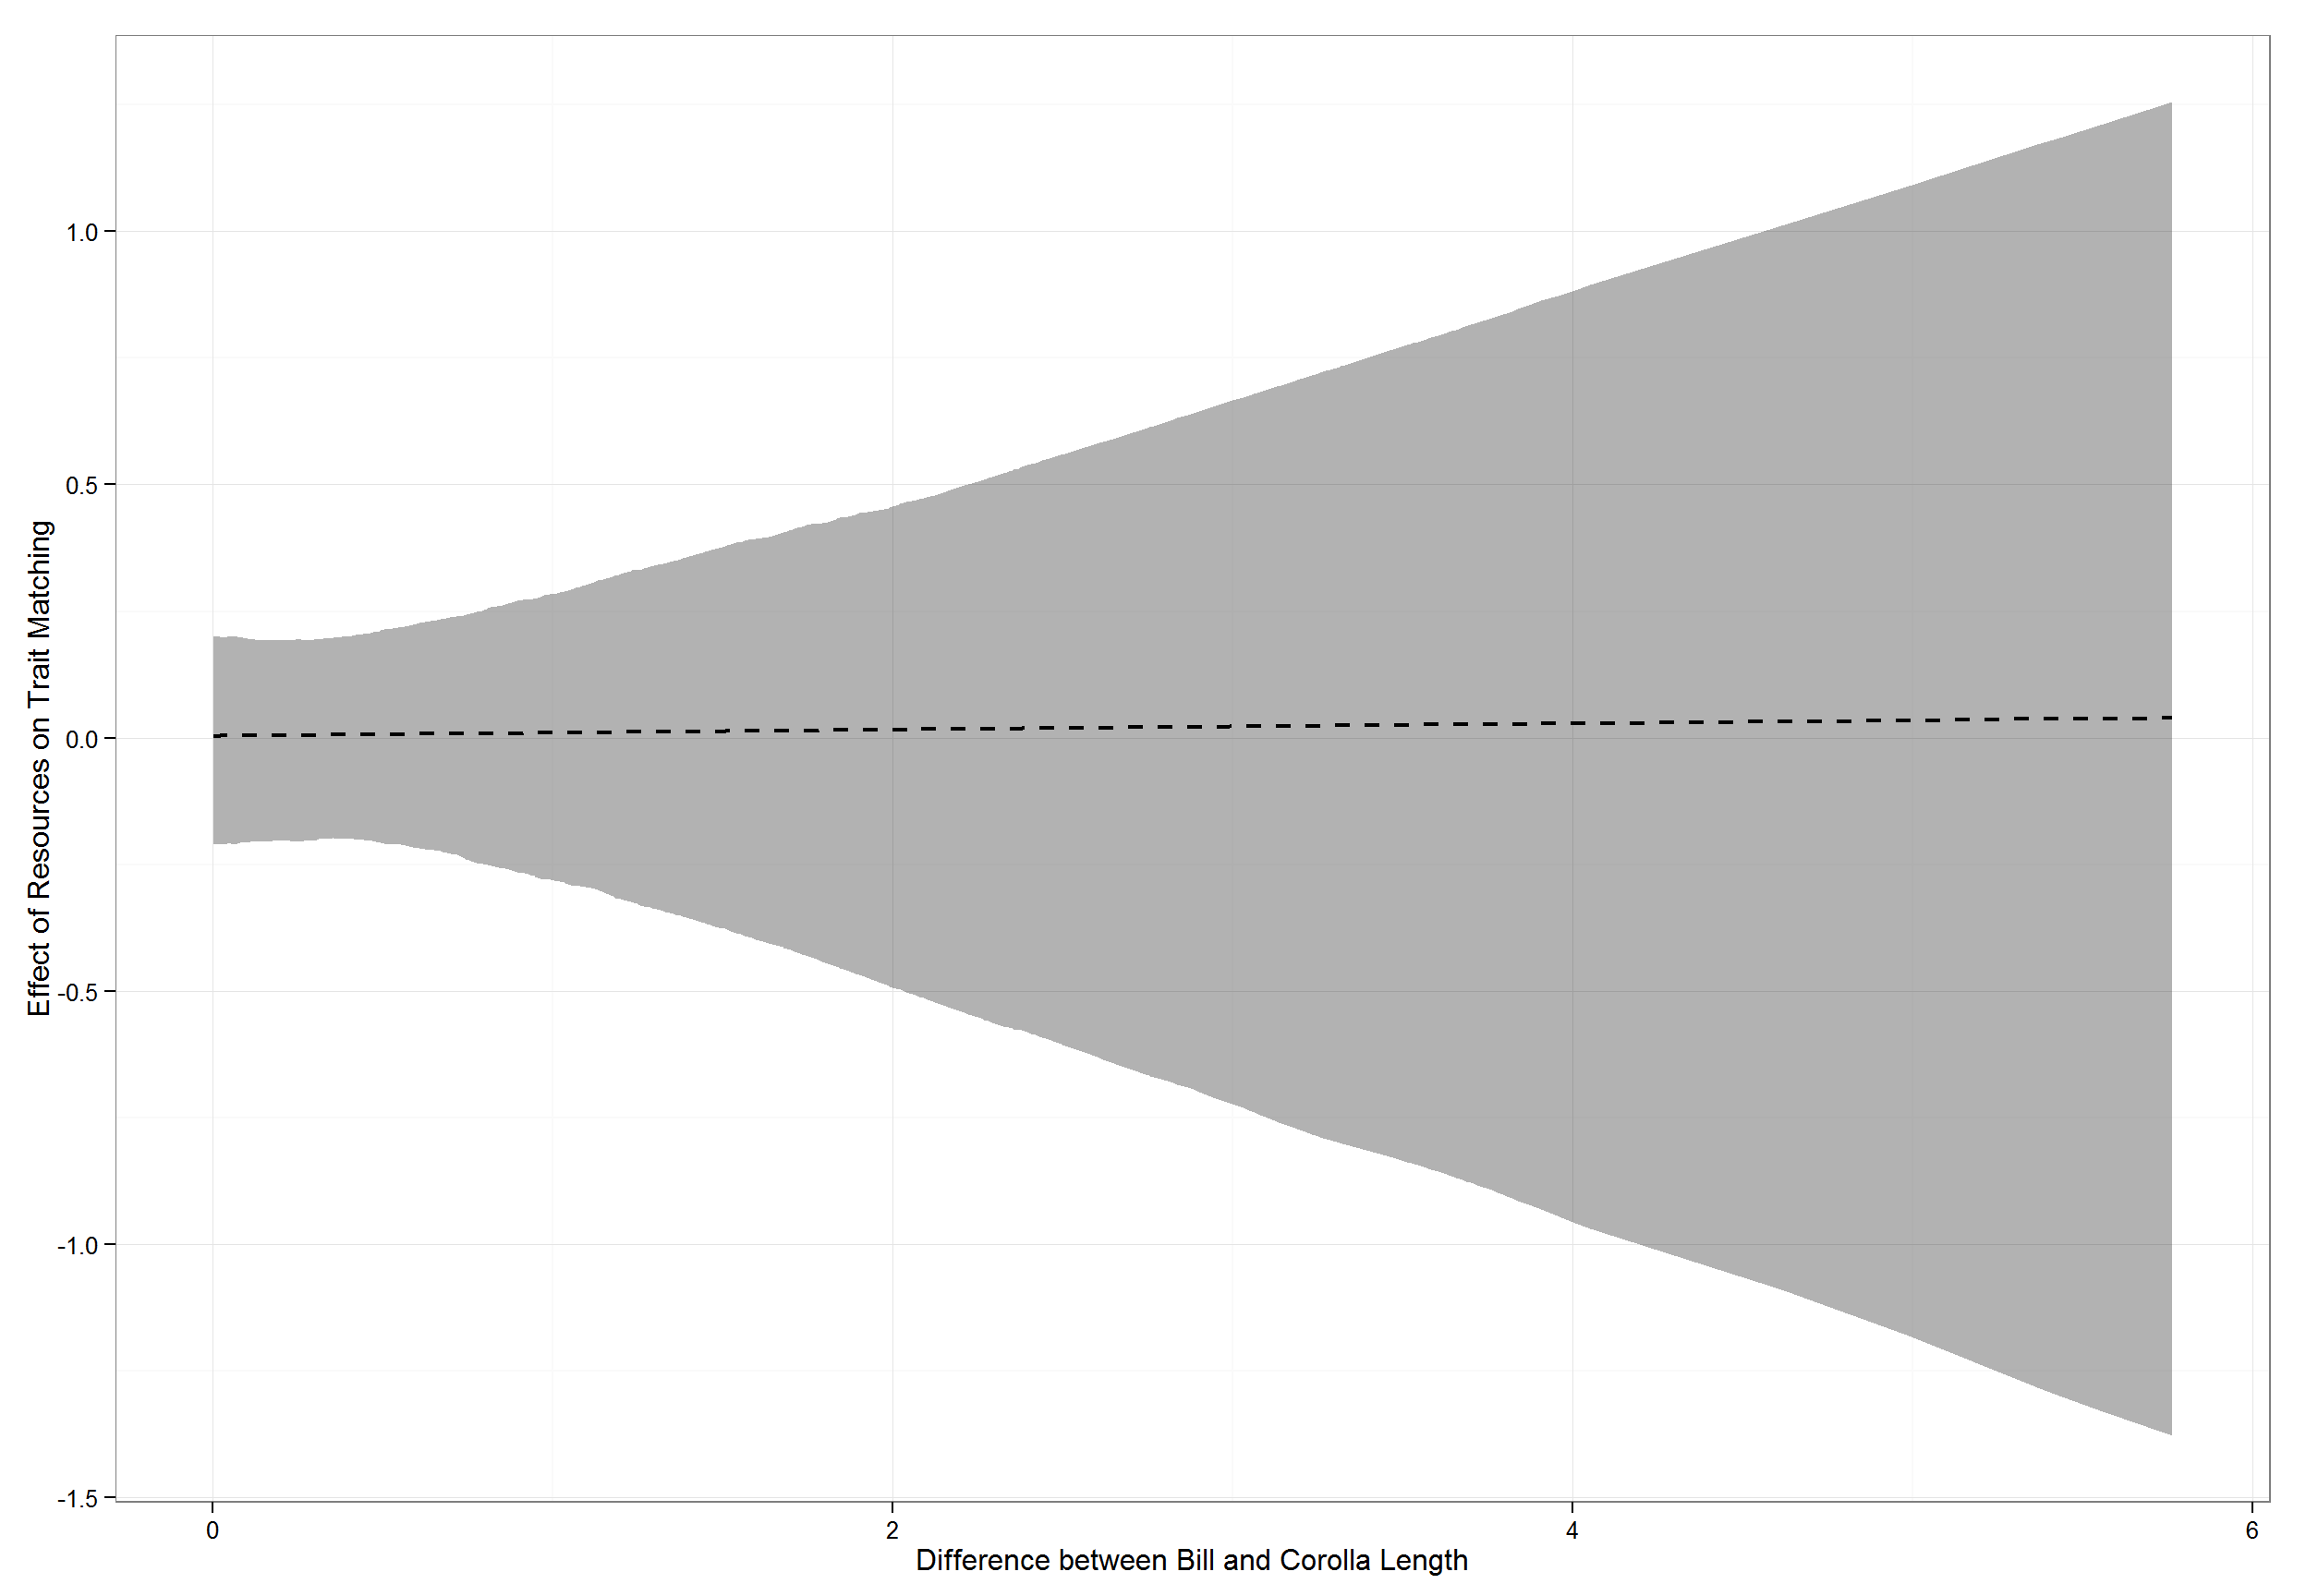 Effect of Resources on Trait Matching
1.0
0.5
0.0
-0.5
-1.0
-1.5
0 2 4 6
Difference between Bill and Corolla Length